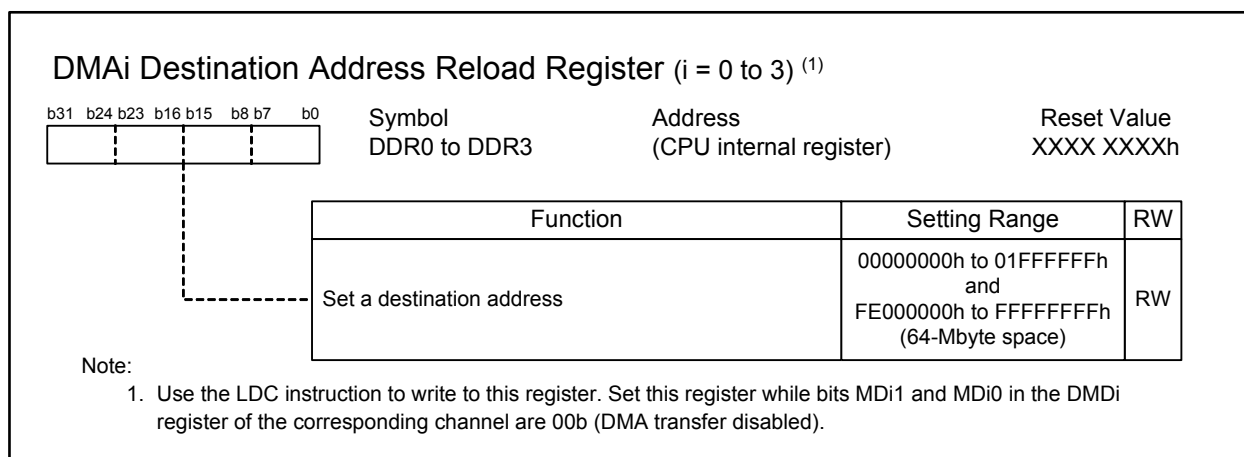 DMAi Destination Address Reload Register (i = 0 to 3) (1)
b31 b24 b23 b16 b15 b8 b7 b0
Symbol Address Reset Value
DDR0 to DDR3 (CPU internal register) XXXX XXXXh
Function Setting Range RW
Set a destination address
00000000h to 01FFFFFFh
and
FE000000h to FFFFFFFFh
(64-Mbyte space)
RW
Note:
1. Use the LDC instruction to write to this register. Set this register while bits MDi1 and MDi0 in the DMDi
register of the corresponding channel are 00b (DMA transfer disabled).